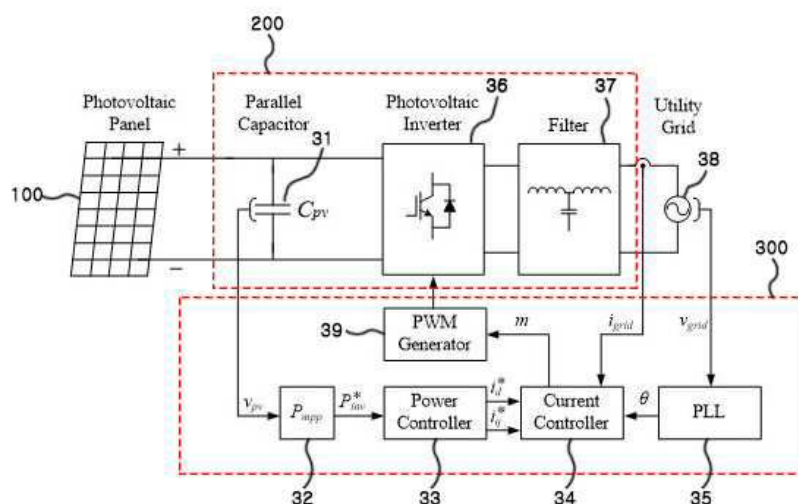 200
Photovoltaic
Panel
Parallel
Capacitor
Photovoltaic
Inverter
36
Filter
37
Utility
Grid
31
38
100
+
−
Cpv
300
39
PWM
Generator
m
igrid
vgrid
vpv
Pmpp
P*inv
Power
Controller
i*d
i*q
Current
Controller
θ
PLL
32
33
34
35